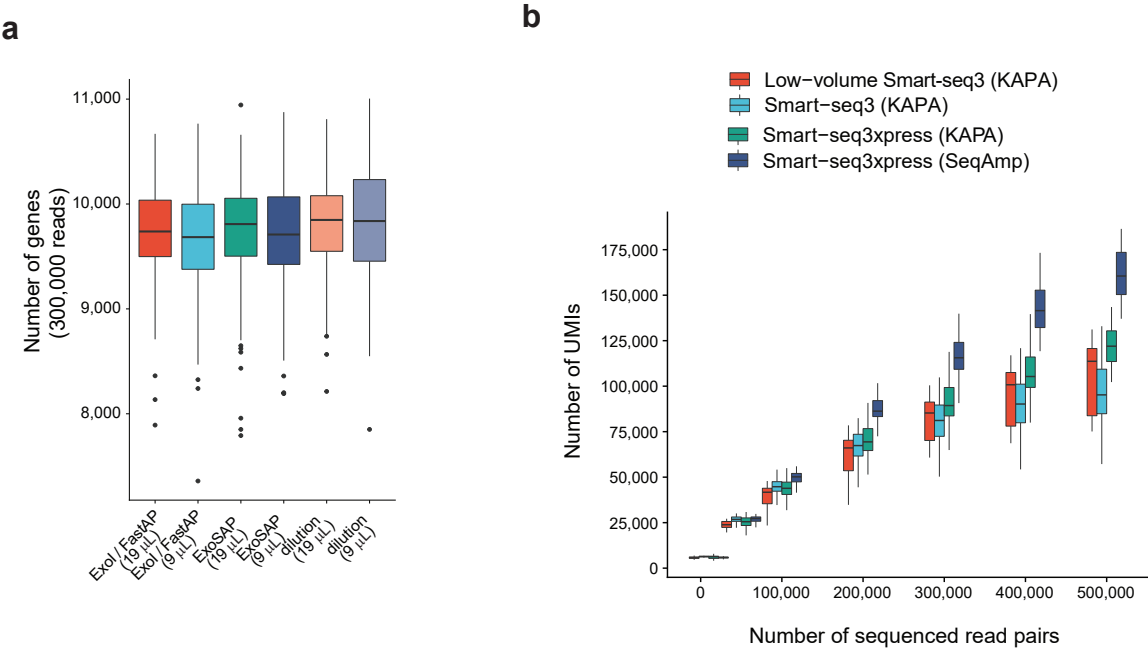 a
11,000
10,000
9,000
8,000
Number of genes
(300,000 reads)
ExoI / FastAP
(19 μL)
ExoI / FastAP
(9 μL)
ExoSAP
(19 μL)
ExoSAP
(9 μL)
dilution
(19 μL)
dilution
(9 μL)
b
Low−volume Smart-seq3 (KAPA)
Smart−seq3 (KAPA)
Smart−seq3xpress (KAPA)
Smart−seq3xpress (SeqAmp)
175,000
150,000
125,000
100,000
75,000
50,000
25,000
0
Number of UMIs
0 100,000 200,000 300,000 400,000 500,000
Number of sequenced read pairs